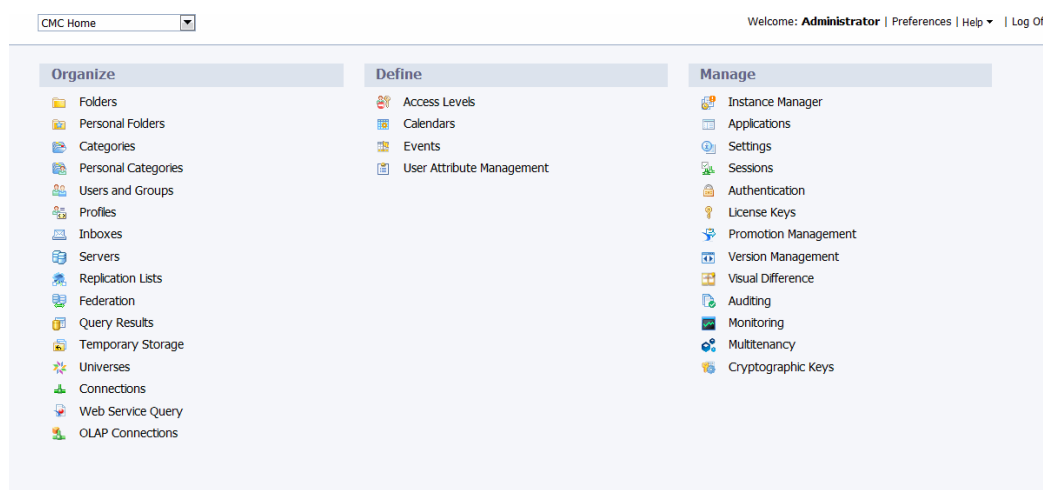 CMC Home
Welcome: Administrator | Preferences | Help | Log Of
Organize
Folders
Personal Folders
Categories
Personal Categories
Users and Groups
Profiles
Inboxes
Servers
Replication Lists
Federation
Query Results
Temporary Storage
Universes
Connections
Web Service Query
OLAP Connections
Define
Access Levels
Calendars
Events
User Attribute Management
Manage
Instance Manager
Applications
Settings
Sessions
Authentication
License Keys
Promotion Management
Version Management
Visual Difference
Auditing
Monitoring
Multitenancy
Cryptographic Keys